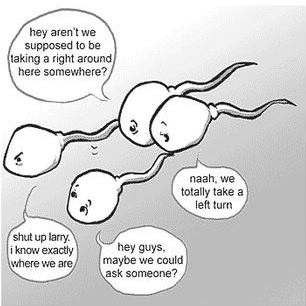 hey aren't we
supposed to be
taking a right around
here somewhere?
naah, we
totally take a
left turn
shut up larry.
i know exactly
where we are
hey guys,
maybe we could
ask someone?